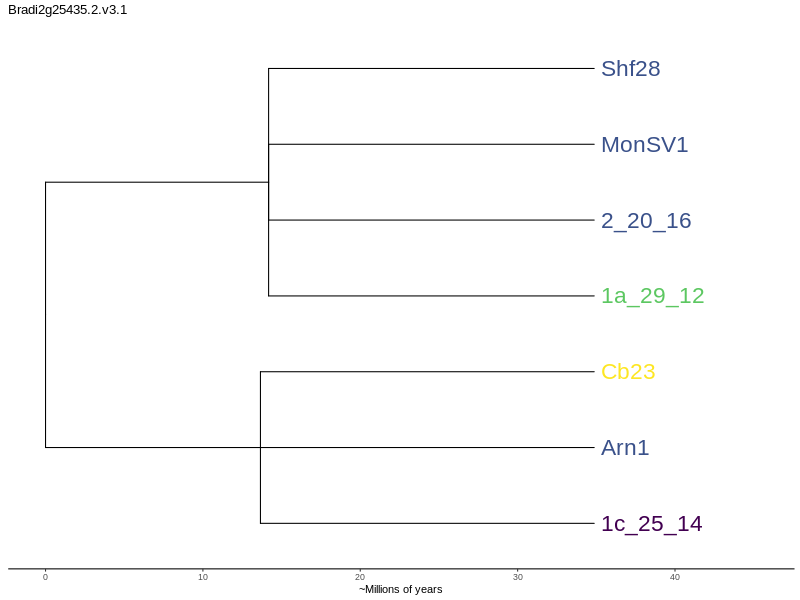 Bradi2g25435.2.v3.1
Shf28
MonSV1
2_20_16
1a_29_12
Cb23
Arn1
1c_25_14
0 10 20 30 40
~Millions of years